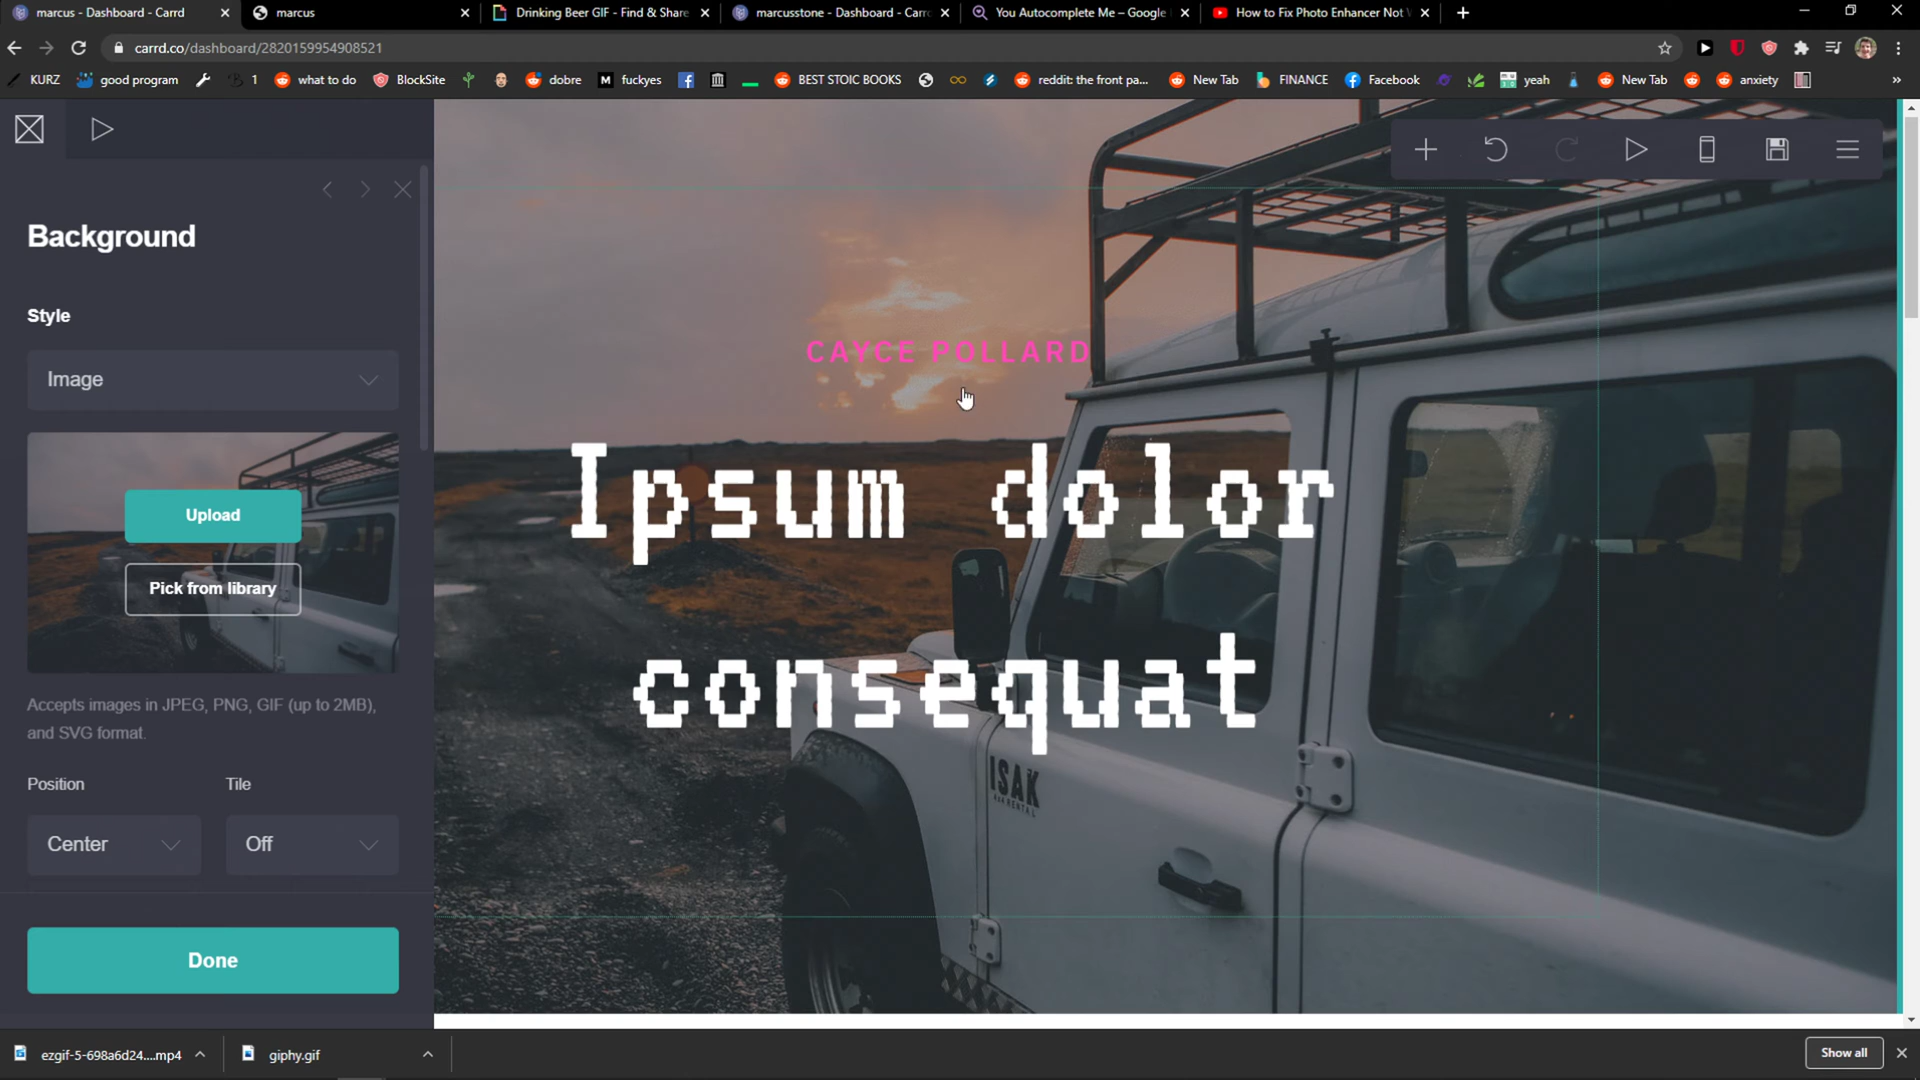 marcus - Dashboard - Carrd
marcus
Drinking Beer GIF - Find & Share
marcusstone - Dashboard - Carrd
You Autocomplete Me – Google
How to Fix Photo Enhancer Not
carrd.co/dashboard/2820159954908521
KURZ
good program
1
what to do
BlockSite
dobre
fuckyes
BEST STOIC BOOKS
reddit: the front pa...
New Tab
FINANCE
Facebook
yeah
New Tab
anxiety
Background
Style
Image
Upload
Pick from library
Accepts images in JPEG, PNG, GIF (up to 2MB),
and SVG format.
Position
Tile
Center
Off
Done
CAYCE POLLARD
Ipsum dolor
consequat
ISAK
4x4 RENTAL
ezgif-5-698a6d24....mp4
giphy.gif
Show all